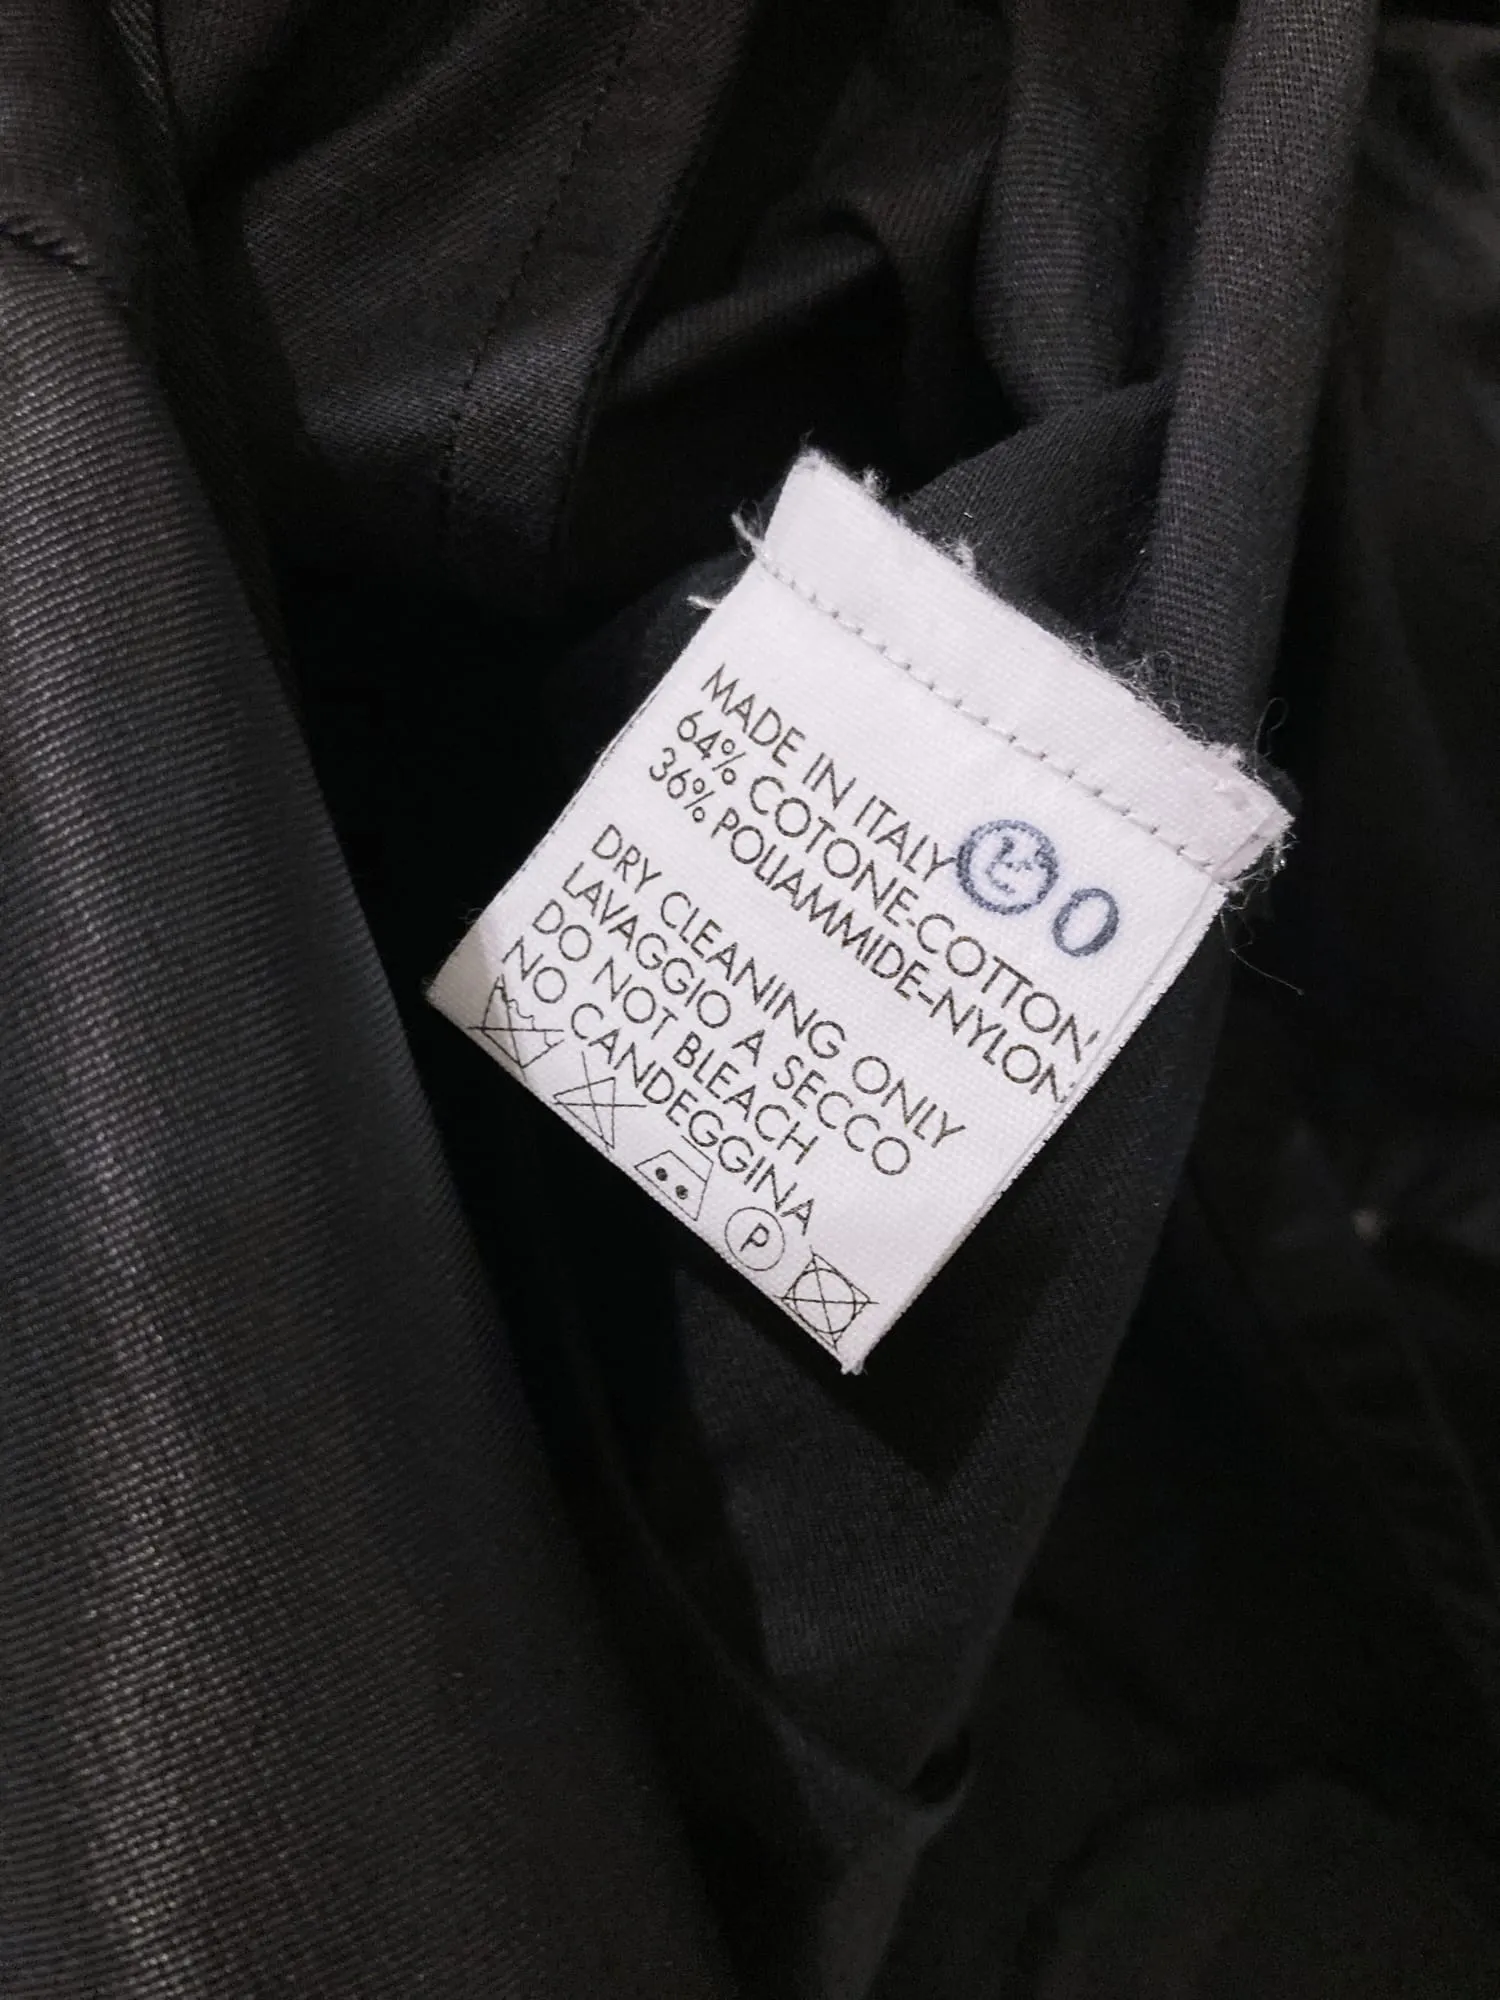 MADE IN ITALY
64% COTONE-COTTON
36% POLIAMMIDE-NYLON
DRY CLEANING ONLY
LAVAGGIO A SECCO
DO NOT BLEACH
NO CANDEGGINA
P